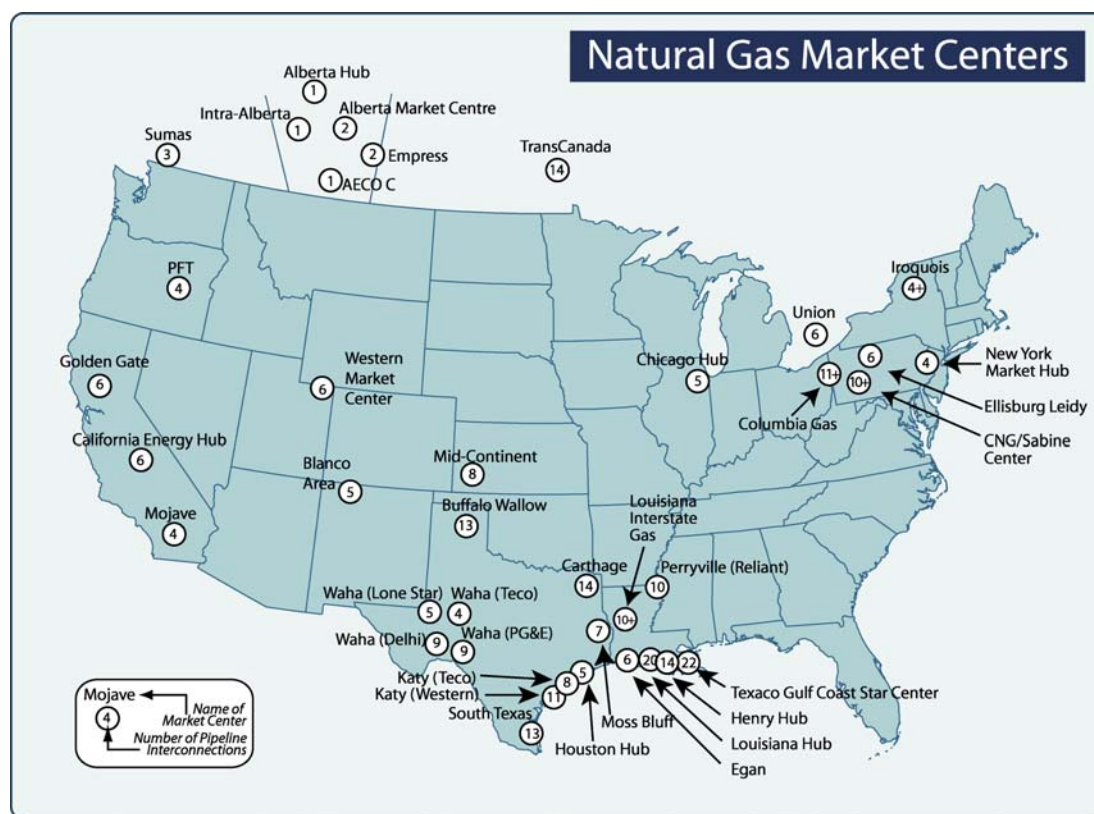 Natural Gas Market Centers
Alberta Hub
1
Intra-Alberta
1
Alberta Market Centre
2
Sumas
3
2
Empress
1
AECO C
TransCanada
14
PFT
4
Iroquois
4+
Union
6
Golden Gate
6
Western
Market
Center
6
Chicago Hub
5
11+
Columbia Gas
6
10+
4
New York
Market Hub
Ellisburg Leidy
CNG/Sabine
Center
California Energy Hub
6
Blanco
Area
5
Mid-Continent
8
Mojave
4
Buffalo Wallow
13
Louisiana
Interstate
Gas
10+
Carthage
14
Perryville (Reliant)
10
Waha (Lone Star)
5
Waha (Teco)
4
Waha (Delhi)
9
Waha (PG&E)
9
7
Moss Bluff
Katy (Teco)
8
Katy (Western)
11
5
Houston Hub
South Texas
13
6
20
14
22
Texaco Gulf Coast Star Center
Henry Hub
Louisiana Hub
Egan
Mojave
4
Name of
Market Center
Number of Pipeline
Interconnections